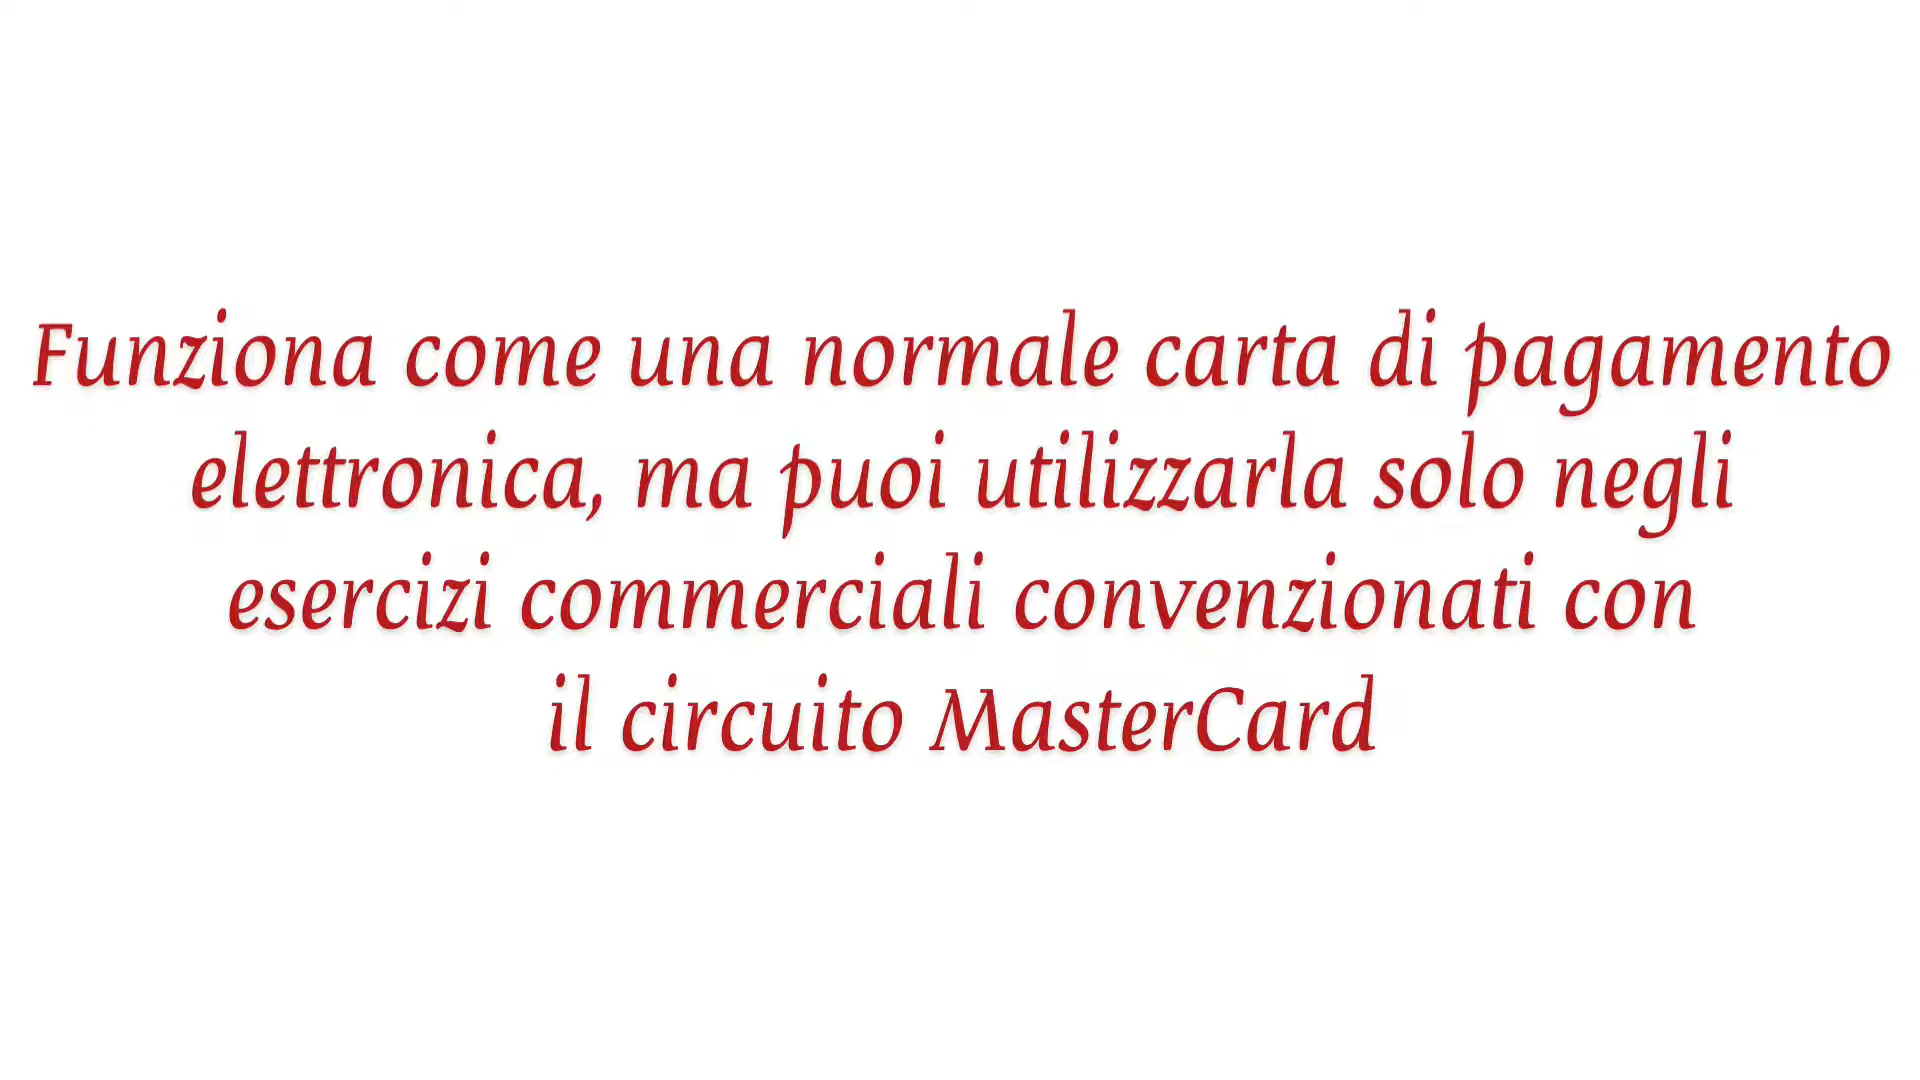 Funziona come una normale carta di pagamento
elettronica, ma puoi utilizzarla solo negli
esercizi commerciali convenzionati con
il circuito MasterCard